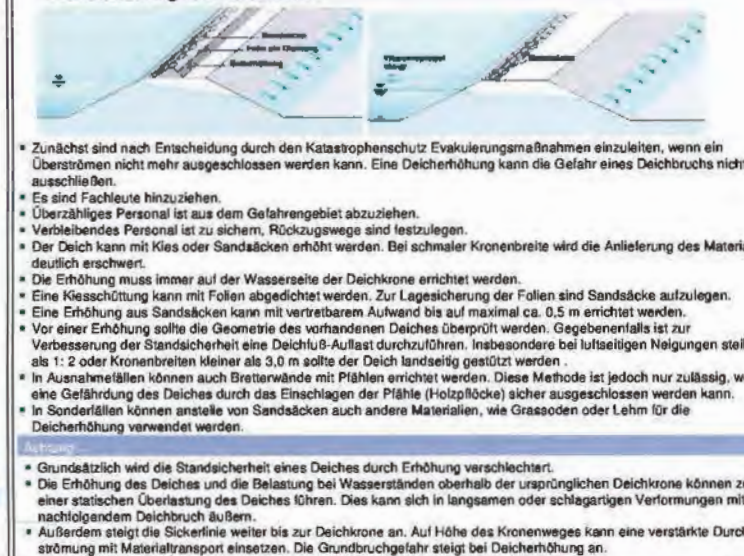 Sandsäcke
Folie als Dichtung
Wasserspiegel
steigt
Sandsäcke
▪ Zunächst sind nach Entscheidung durch den Katastrophenschutz Evakuierungsmaßnahmen einzuleiten, wenn ein
Überströmen nicht mehr ausgeschlossen werden kann. Eine Deicherhöhung kann die Gefahr eines Deichbruchs nicht
ausschließen.
▪ Es sind Fachleute hinzuziehen.
▪ Überzähliges Personal ist aus dem Gefahrengebiet abzuziehen.
▪ Verbleibendes Personal ist zu sichern, Rückzugswege sind festzulegen.
▪ Der Deich kann mit Kies oder Sandsäcken erhöht werden. Bei schmaler Kronenbreite wird die Anlieferung des Materia
deutlich erschwert.
▪ Die Erhöhung muss immer auf der Wasserseite der Deichkrone errichtet werden.
▪ Eine Kiesschüttung kann mit Folien abgedichtet werden. Zur Lagesicherung der Folien sind Sandsäcke aufzulegen.
▪ Eine Erhöhung aus Sandsäcken kann mit vertretbarem Aufwand bis auf maximal ca. 0,5 m errichtet werden.
▪ Vor einer Erhöhung sollte die Geometrie des vorhandenen Deiches überprüft werden. Gegebenenfalls ist zur
Verbesserung der Standsicherheit eine Deichfuß-Auflast durchzuführen. Insbesondere bei luftseitigen Neigungen steil
als 1: 2 oder Kronenbreiten kleiner als 3,0 m sollte der Deich landseitig gestützt werden .
▪ In Ausnahmefällen können auch Bretterwände mit Pfählen errichtet werden. Diese Methode ist jedoch nur zulässig, w
eine Gefährdung des Deiches durch das Einschlagen der Pfähle (Holzpflöcke) sicher ausgeschlossen werden kann.
▪ In Sonderfällen können anstelle von Sandsäcken auch andere Materialien, wie Grassoden oder Lehm für die
Deicherhöhung verwendet werden.
Achtung
▪ Grundsätzlich wird die Standsicherheit eines Deiches durch Erhöhung verschlechtert.
▪ Die Erhöhung des Deiches und die Belastung bei Wasserständen oberhalb der ursprünglichen Deichkrone können zu
einer statischen Überlastung des Deiches führen. Dies kann sich in langsamen oder schlagartigen Verformungen mit
nachfolgendem Deichbruch äußern.
▪ Außerdem steigt die Sickerlinie weiter bis zur Deichkrone an. Auf Höhe des Kronenweges kann eine verstärkte Durch
strömung mit Materialtransport einsetzen. Die Grundbruchgefahr steigt bei Deicherhöhung an.